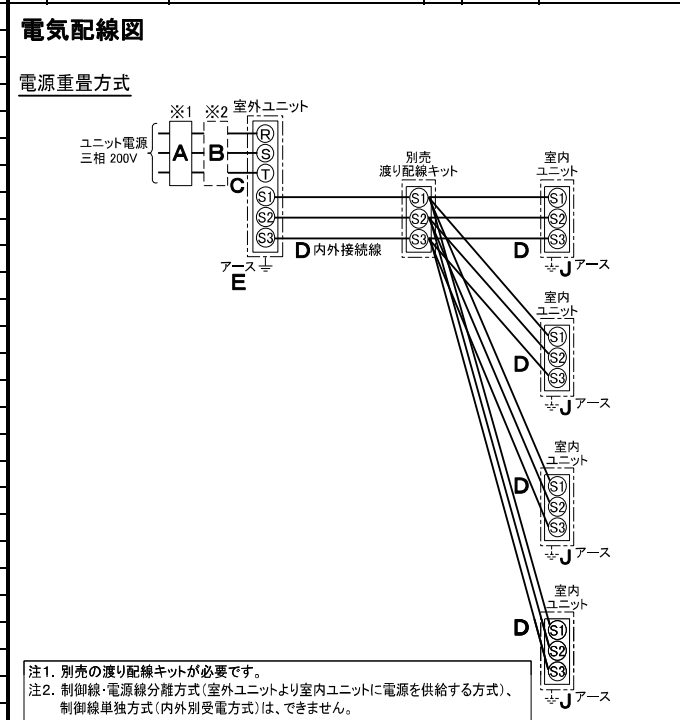 電気配線図
電源重畳方式
※1 ※2 室外ユニット
ユニット電源
三相 200V
A
B
C
R
S
T
S1
S2
S3
D 内外接続線
アース
E
別売
渡り配線キット
S1
S2
S3
室内
ユニット
S1
S2
S3
D
J アース
室内
ユニット
S1
S2
S3
D
J アース
室内
ユニット
S1
S2
S3
D
J アース
室内
ユニット
S1
S2
S3
D
J アース
注1. 別売の渡り配線キットが必要です。
注2. 制御線・電源線分離方式(室外ユニットより室内ユニットに電源を供給する方式)、
制御線単独方式(内外別受電方式)は、できません。